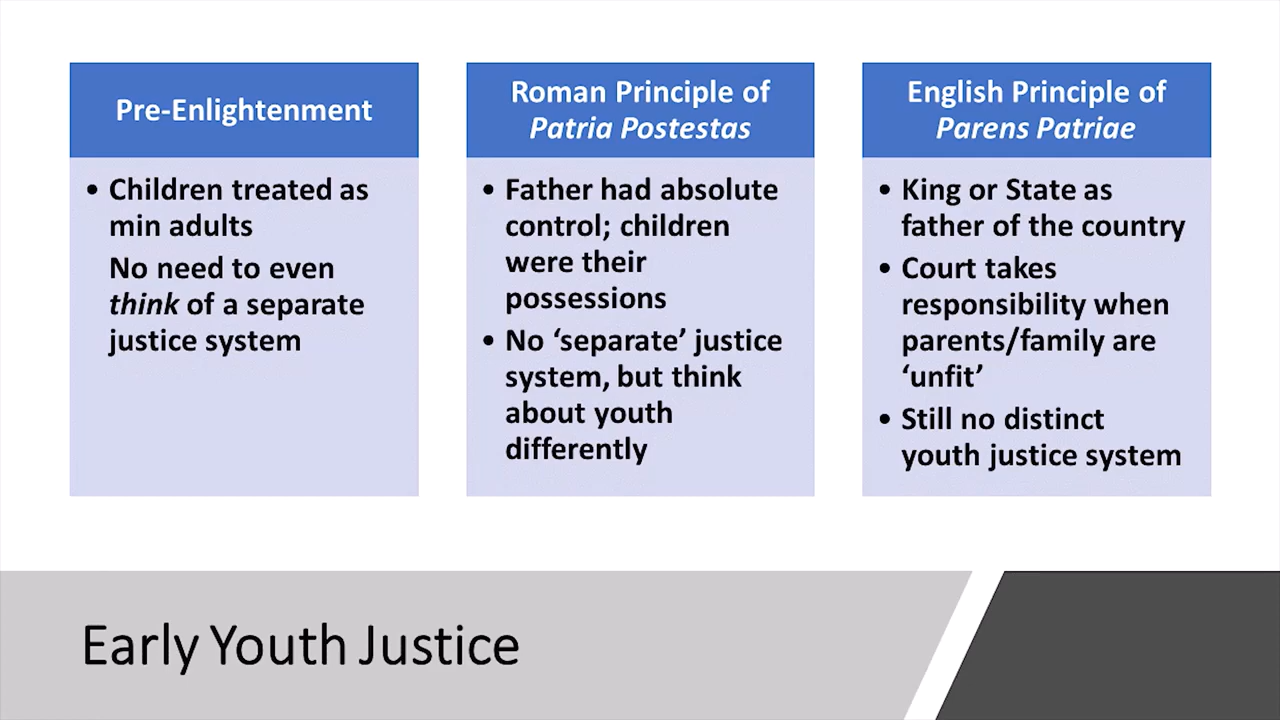 Pre-Enlightenment
• Children treated as
min adults
No need to even
think of a separate
justice system
Roman Principle of
Patria Postestas
• Father had absolute
control; children
were their
possessions
• No ‘separate’ justice
system, but think
about youth
differently
English Principle of
Parens Patriae
• King or State as
father of the country
• Court takes
responsibility when
parents/family are
‘unfit’
• Still no distinct
youth justice system
Early Youth Justice